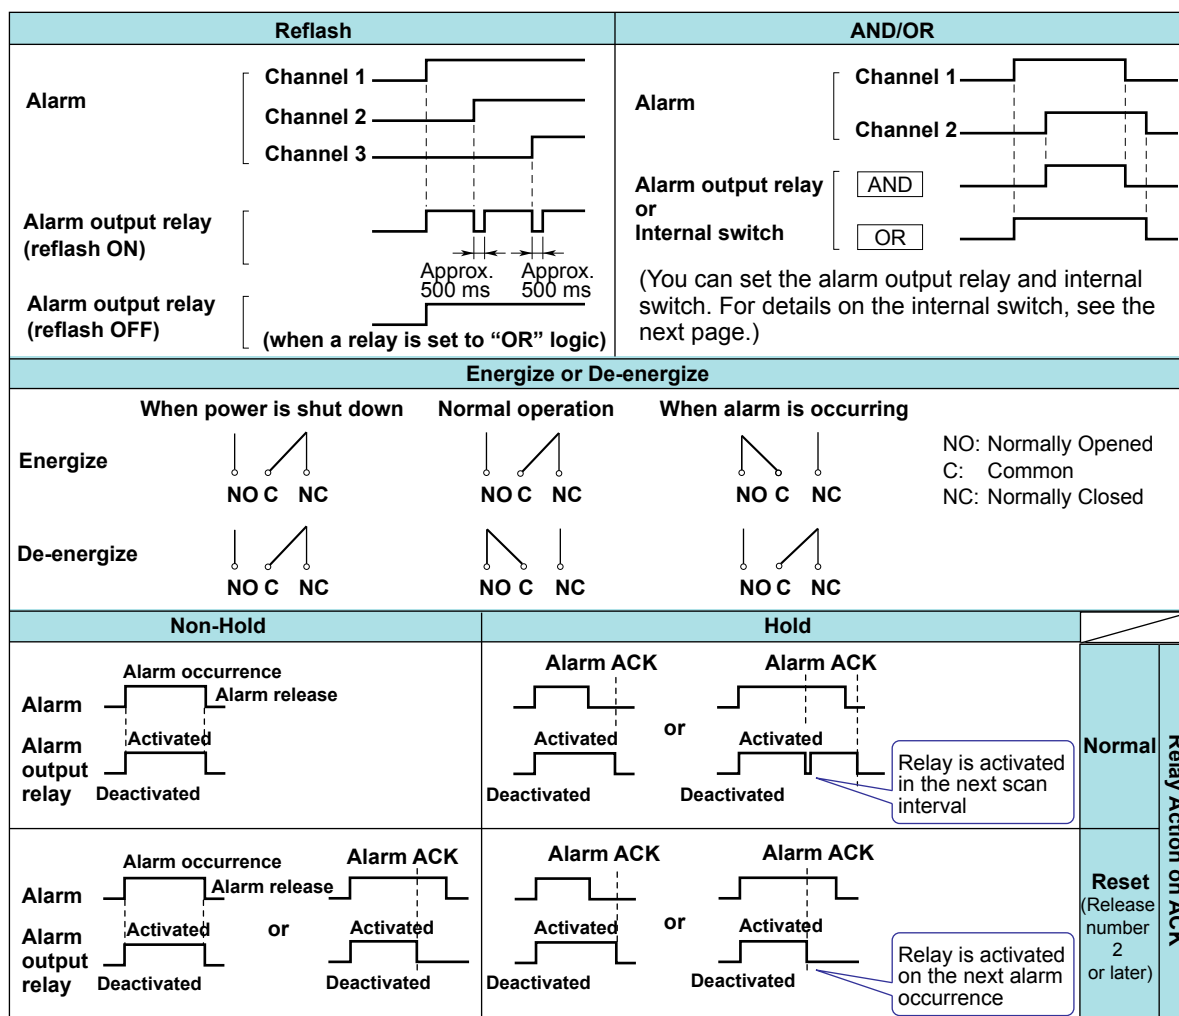 Reflash
Alarm
Channel 1
Channel 2
Channel 3
Alarm output relay
(reflash ON)
Approx.
500 ms
Approx.
500 ms
Alarm output relay
(reflash OFF)
(when a relay is set to “OR” logic)
AND/OR
Alarm
Channel 1
Channel 2
Alarm output relay
or
Internal switch
AND
OR
(You can set the alarm output relay and internal
switch. For details on the internal switch, see the
next page.)
Energize or De-energize
When power is shut down Normal operation When alarm is occurring
Energize
NO C NC
NO C NC
NO C NC
NO: Normally Opened
C: Common
NC: Normally Closed
De-energize
NO C NC
NO C NC
NO C NC
Non-Hold
Hold
Alarm occurrence
Alarm release
Alarm
Activated
Alarm
output
relay
Deactivated
Alarm ACK
Activated
Deactivated
or
Alarm ACK
Activated
Deactivated
Relay is activated
in the next scan
interval
Normal
Relay Action on ACK
Alarm occurrence
Alarm release
Alarm
Activated
Alarm
output
relay
Deactivated
or
Alarm ACK
Activated
Deactivated
Alarm ACK
Activated
Deactivated
or
Alarm ACK
Activated
Deactivated
Relay is activated
on the next alarm
occurrence
Reset
(Release
number
2
or later)